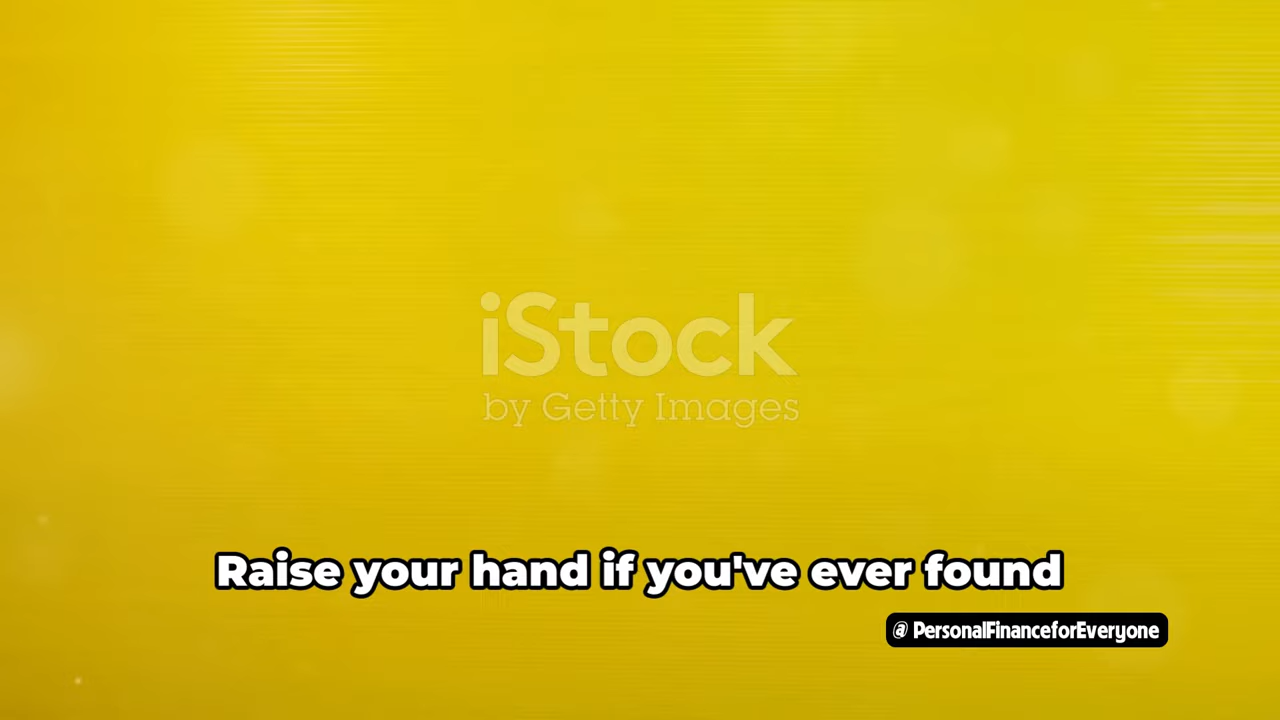 iStock
by Getty Images
Raise your hand if you've ever found
@ PersonalFinanceforEveryone